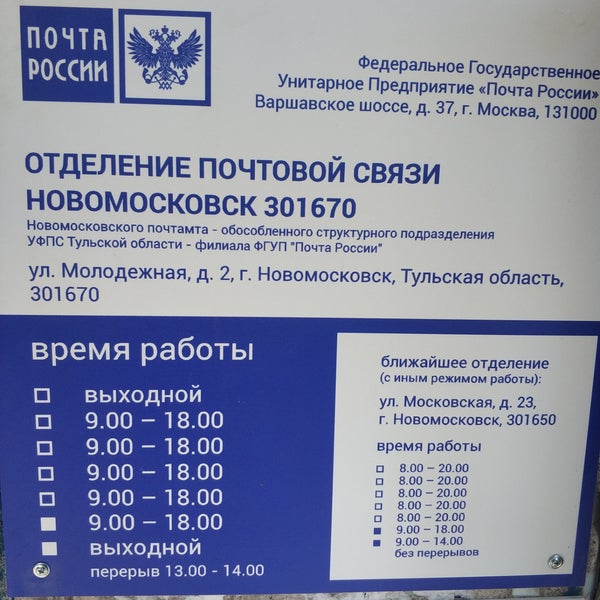 ПОЧТА
РОССИИ
Федеральное Государственное
Унитарное Предприятие «Почта России»
Варшавское шоссе, д. 37, г. Москва, 131000
ОТДЕЛЕНИЕ ПОЧТОВОЙ СВЯЗИ
НОВОМОСКОВСК 301670
Новомосковского почтамта - обособленного структурного подразделения
УФПС Тульской области - филиала ФГУП "Почта России"
ул. Молодежная, д. 2, г. Новомосковск, Тульская область,
301670
время работы
выходной
9.00 – 18.00
9.00 – 18.00
9.00 – 18.00
9.00 – 18.00
9.00 – 18.00
выходной
перерыв 13.00 - 14.00
ближайшее отделение
(с иным режимом работы):
ул. Московская, д. 23,
г. Новомосковск, 301650
время работы
8.00 – 20.00
8.00 – 20.00
8.00 – 20.00
8.00 – 20.00
8.00 – 20.00
9.00 – 18.00
9.00 – 14.00
без перерывов